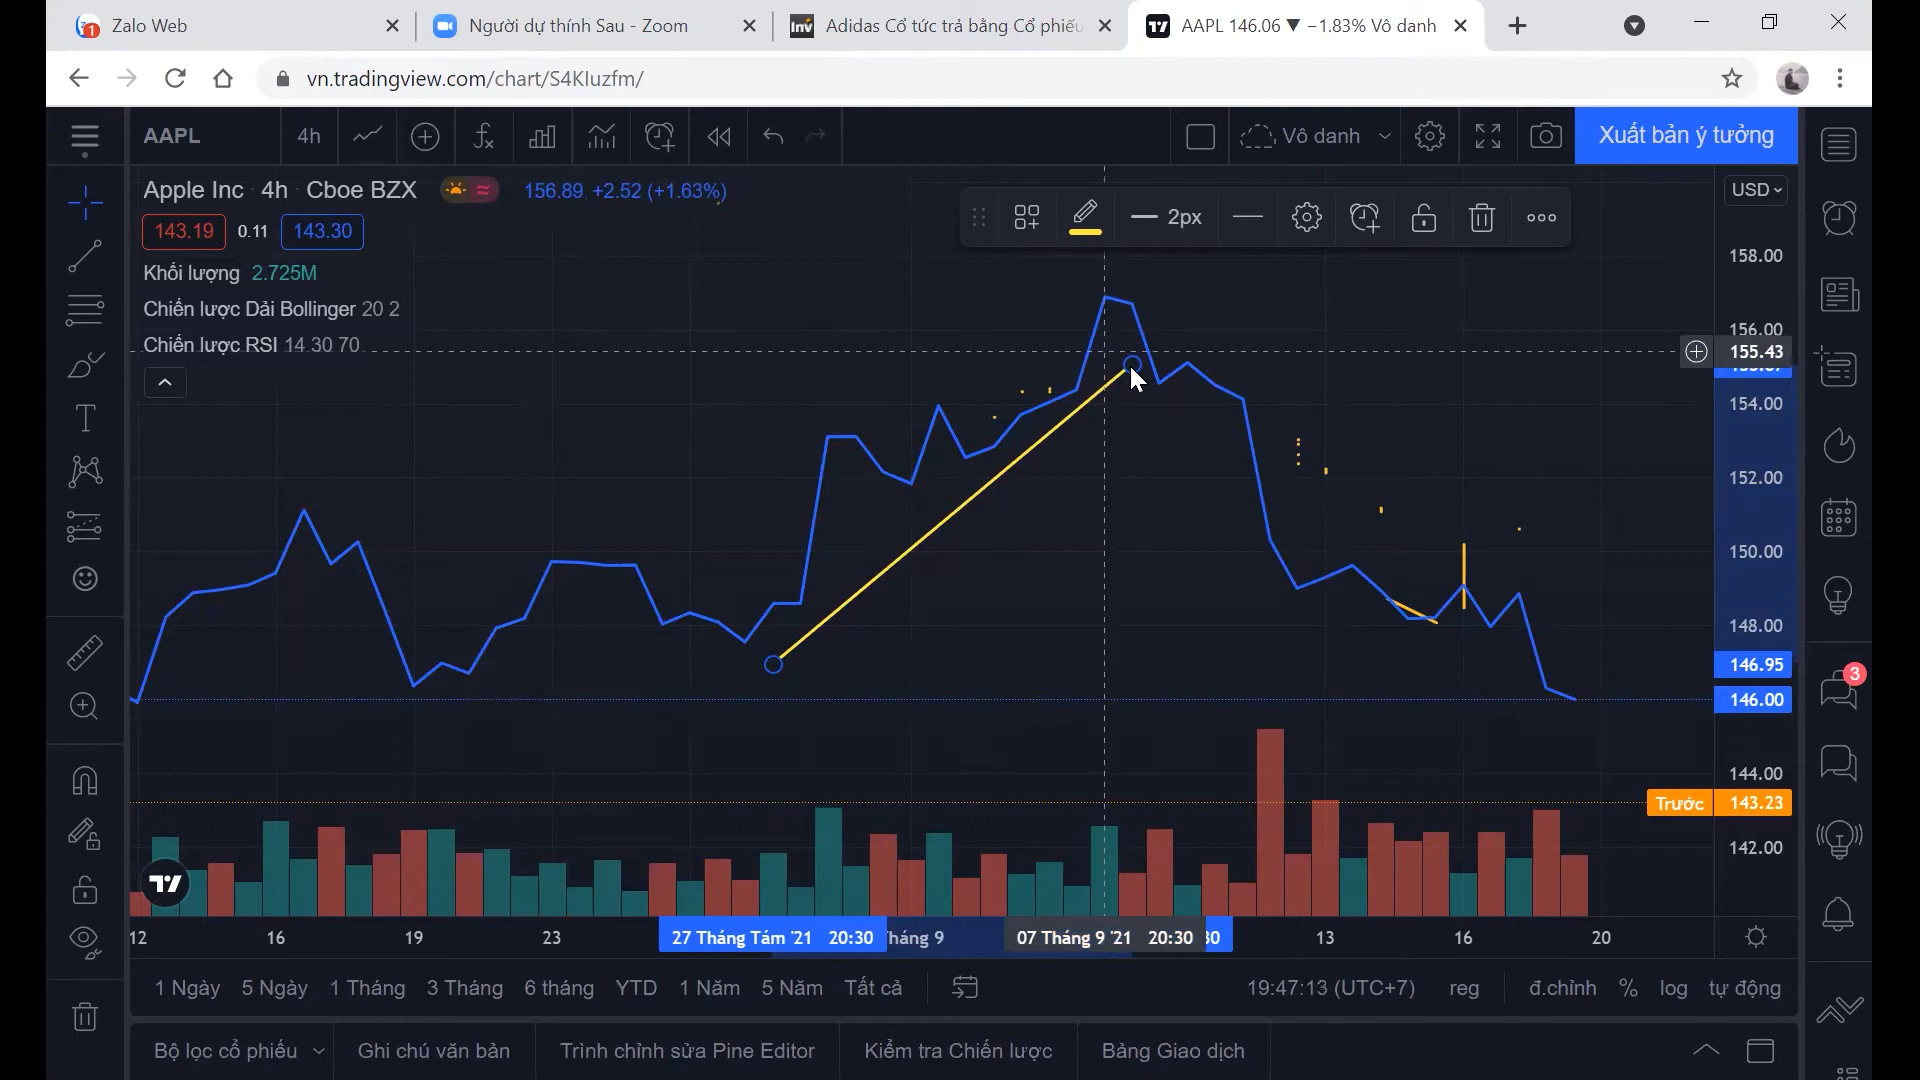 Zalo Web
Người dự thính Sau - Zoom
Adidas Cổ tức trả bằng Cổ phiếu
AAPL 146.06 ▼ −1.83% Vô danh
vn.tradingview.com/chart/S4KIuzfm/
AAPL
4h
Vô danh
Xuất bản ý tưởng
Apple Inc · 4h · Cboe BZX
156.89 +2.52 (+1.63%)
USD
143.19 0.11 143.30
2px
Khối lượng 2.725M
Chiến lược Dải Bollinger 20 2
Chiến lược RSI 14 30 70
158.00
156.00
155.43
154.00
152.00
150.00
148.00
146.95
146.00
144.00
Trước 143.23
142.00
3
12 16 19 23 27 Tháng Tám '21 20:30 Tháng 9 07 Tháng 9 '21 20:30 30 13 16 20
1 Ngày 5 Ngày 1 Tháng 3 Tháng 6 tháng YTD 1 Năm 5 Năm Tất cả
19:47:13 (UTC+7) reg đ.chỉnh % log tự động
Bộ lọc cổ phiếu Ghi chú văn bản Trình chỉnh sửa Pine Editor Kiểm tra Chiến lược Bảng Giao dịch